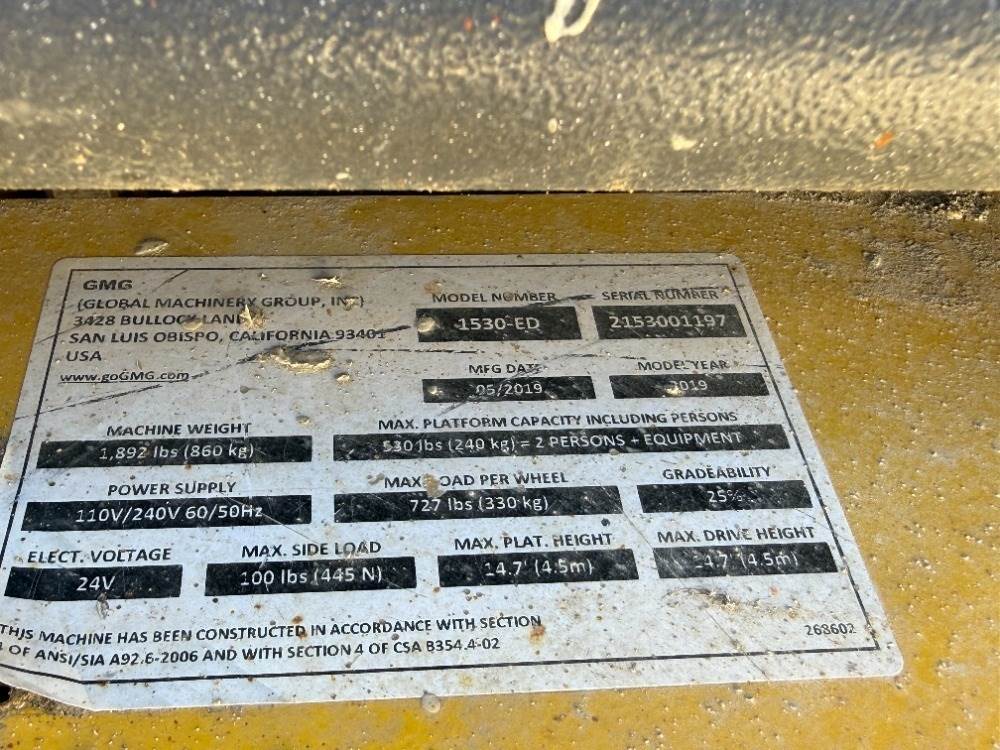 GMG
(GLOBAL MACHINERY GROUP, INC)
3428 BULLOCK LANE
SAN LUIS OBISPO, CALIFORNIA 93401
USA
www.goGMG.com
MODEL NUMBER
1530-ED
SERIAL NUMBER
2153001197
MFG DATE
05/2019
MODEL YEAR
2019
MACHINE WEIGHT
1,892 lbs (860 kg)
MAX. PLATFORM CAPACITY INCLUDING PERSONS
530 lbs (240 kg) = 2 PERSONS + EQUIPMENT
POWER SUPPLY
110V/240V 60/50Hz
MAX. LOAD PER WHEEL
727 lbs (330 kg)
GRADEABILITY
25%
ELECT. VOLTAGE
24V
MAX. SIDE LOAD
100 lbs (445 N)
MAX. PLAT. HEIGHT
14.7' (4.5m)
MAX. DRIVE HEIGHT
14.7' (4.5m)
THIS MACHINE HAS BEEN CONSTRUCTED IN ACCORDANCE WITH SECTION
OF ANSI/SIA A92.6-2006 AND WITH SECTION 4 OF CSA B354.4-02
268602